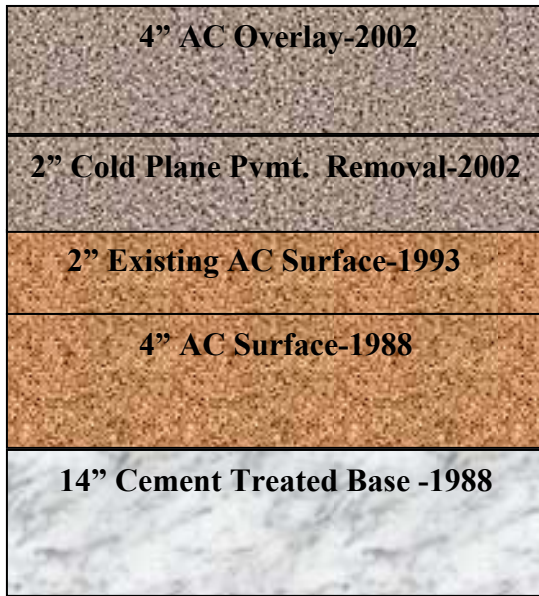 4” AC Overlay-2002
2” Cold Plane Pvmt. Removal-2002
2” Existing AC Surface-1993
4” AC Surface-1988
14” Cement Treated Base -1988